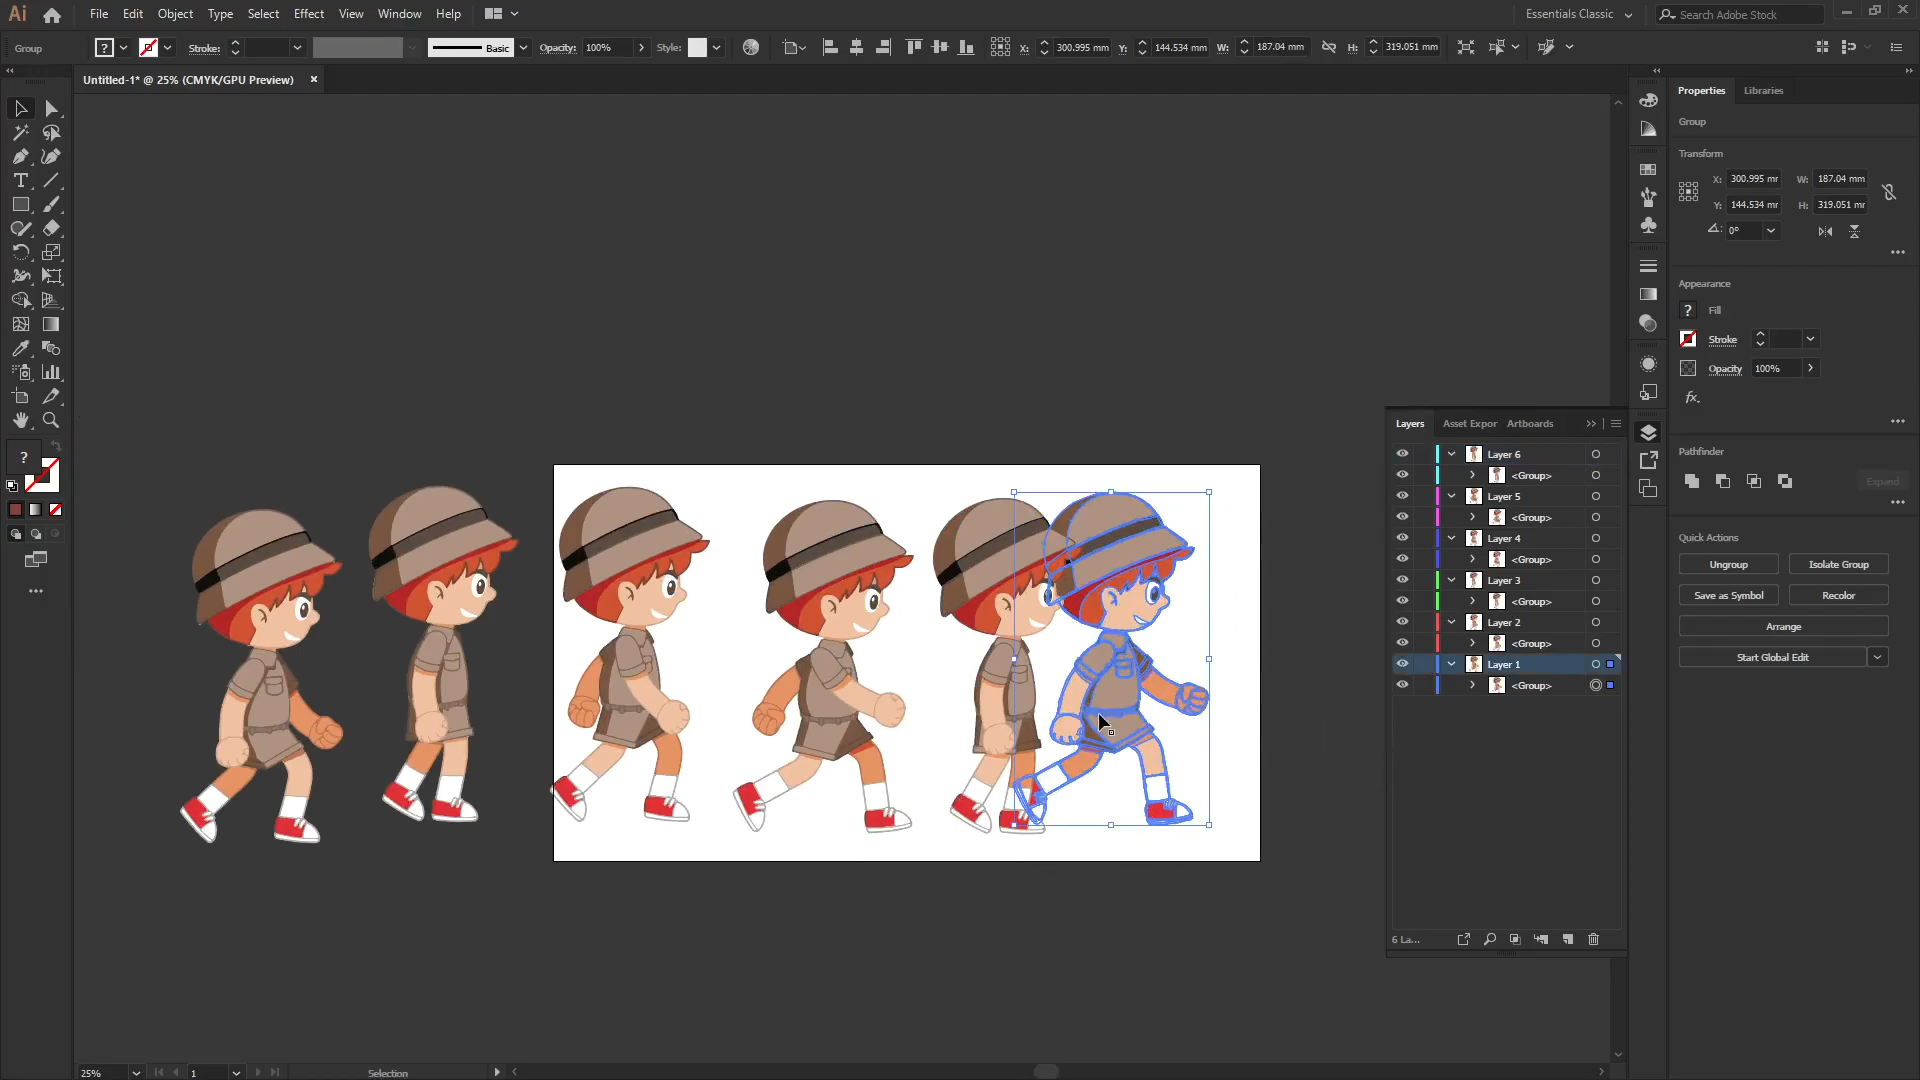 Ai File Edit Object Type Select Effect View Window Help Essentials Classic Search Adobe Stock
Group ? Stroke: Basic Opacity: 100% Style: X: 300.995 mm Y: 144.534 mm W: 187.04 mm H: 319.051 mm
Untitled-1* @ 25% (CMYK/GPU Preview)
Properties Libraries
Group
Transform
X: 300.995 mr W: 187.04 mm
Y: 144.534 mm H: 319.051 mr
0°
Appearance
? Fill
Stroke
Opacity 100%
fx.
Pathfinder
Expand
Quick Actions
Ungroup Isolate Group
Save as Symbol Recolor
Arrange
Start Global Edit
Layers Asset Expor Artboards
Layer 6
<Group>
Layer 5
<Group>
Layer 4
<Group>
Layer 3
<Group>
Layer 2
<Group>
Layer 1
<Group>
6 La...
?
25% 1 Selection